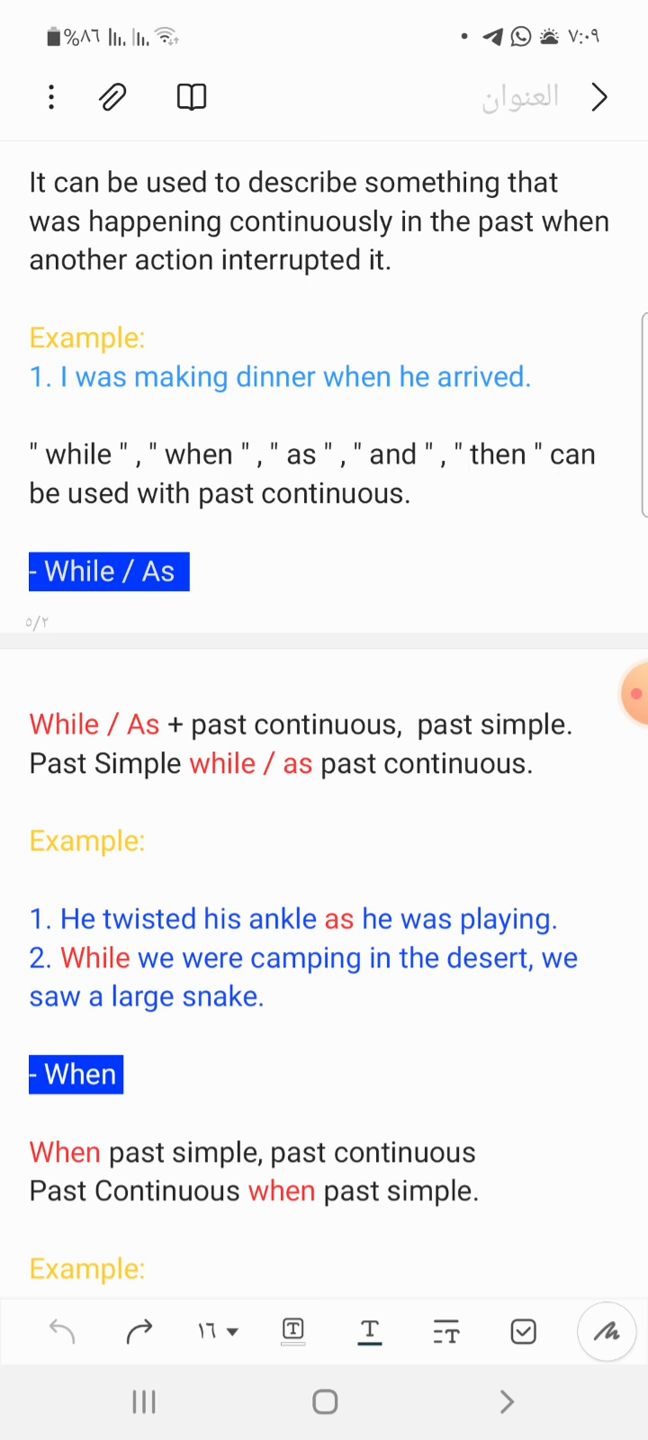 %٨٦
٧:٠٩
العنوان
It can be used to describe something that
was happening continuously in the past when
another action interrupted it.
Example:
1. I was making dinner when he arrived.
" while " , " when " , " as " , " and " , " then " can
be used with past continuous.
- While / As
٥/٢
While / As + past continuous,  past simple.
Past Simple while / as past continuous.
Example:
1. He twisted his ankle as he was playing.
2. While we were camping in the desert, we
saw a large snake.
- When
When past simple, past continuous
Past Continuous when past simple.
Example:
١٦